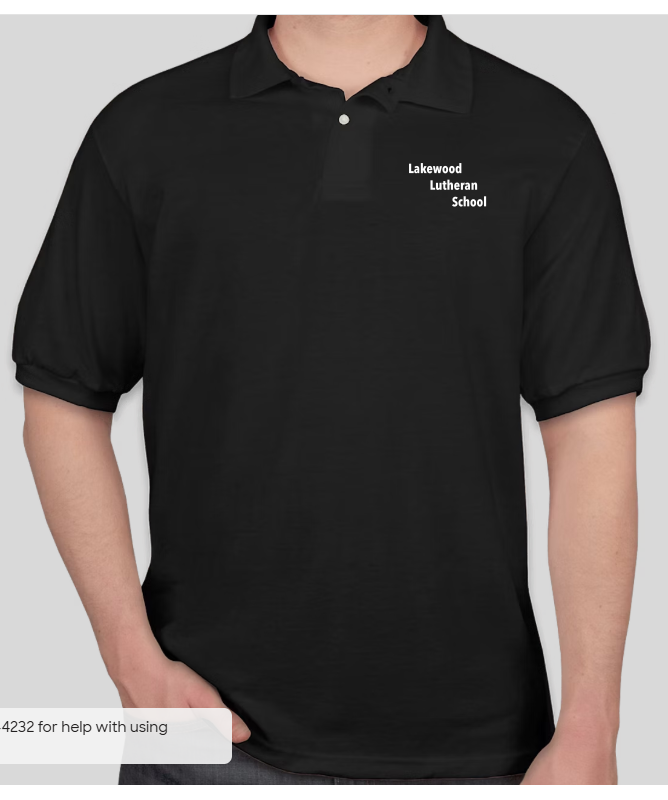 Lakewood
Lutheran
School
4232 for help with using